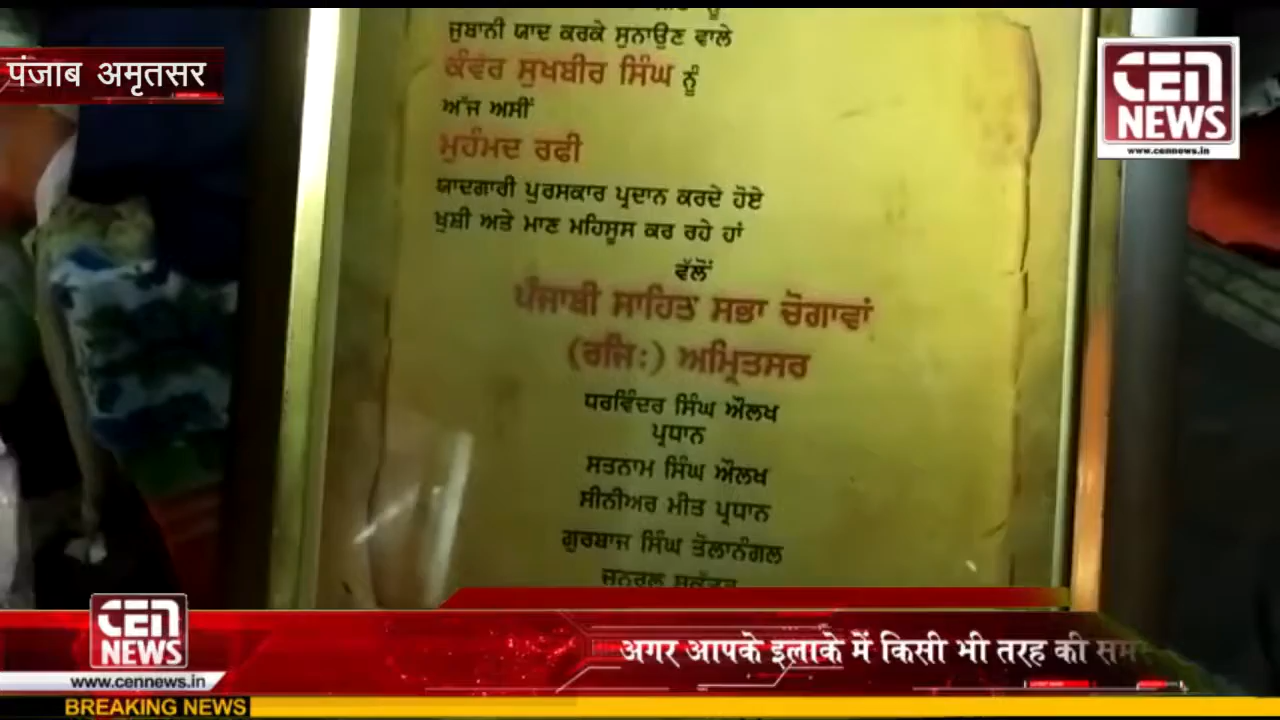 ਜ਼ੁਬਾਨੀ ਯਾਦ ਕਰਕੇ ਸੁਨਾਉਣ ਵਾਲੇ
पंजाब अमृतसर
ਕੰਵਰ ਸੁਖਬੀਰ ਸਿੰਘ ਨੂੰ
CEN
NEWS
www.cennews.in
ਅੱਜ ਅਸੀਂ
ਮੁਹੰਮਦ ਰਫੀ
ਯਾਦਗਾਰੀ ਪੁਰਸਕਾਰ ਪ੍ਰਦਾਨ ਕਰਦੇ ਹੋਏ
ਖੁਸ਼ੀ ਅਤੇ ਮਾਣ ਮਹਿਸੂਸ ਕਰ ਰਹੇ ਹਾਂ
ਵੱਲੋਂ
ਪੰਜਾਬੀ ਸਾਹਿਤ ਸਭਾ ਚੋਗਾਵਾਂ
(ਰਜਿ:) ਅਮ੍ਰਿਤਸਰ
ਧਰਵਿੰਦਰ ਸਿੰਘ ਔਲਖ
ਪ੍ਰਧਾਨ
ਸਤਨਾਮ ਸਿੰਘ ਔਲਖ
ਸੀਨੀਅਰ ਮੀਤ ਪ੍ਰਧਾਨ
ਗੁਰਬਾਜ ਸਿੰਘ ਤੋਲਾਨੰਗਲ
CEN
NEWS
www.cennews.in
अगर आपके इलाके में किसी भी तरह की
BREAKING NEWS